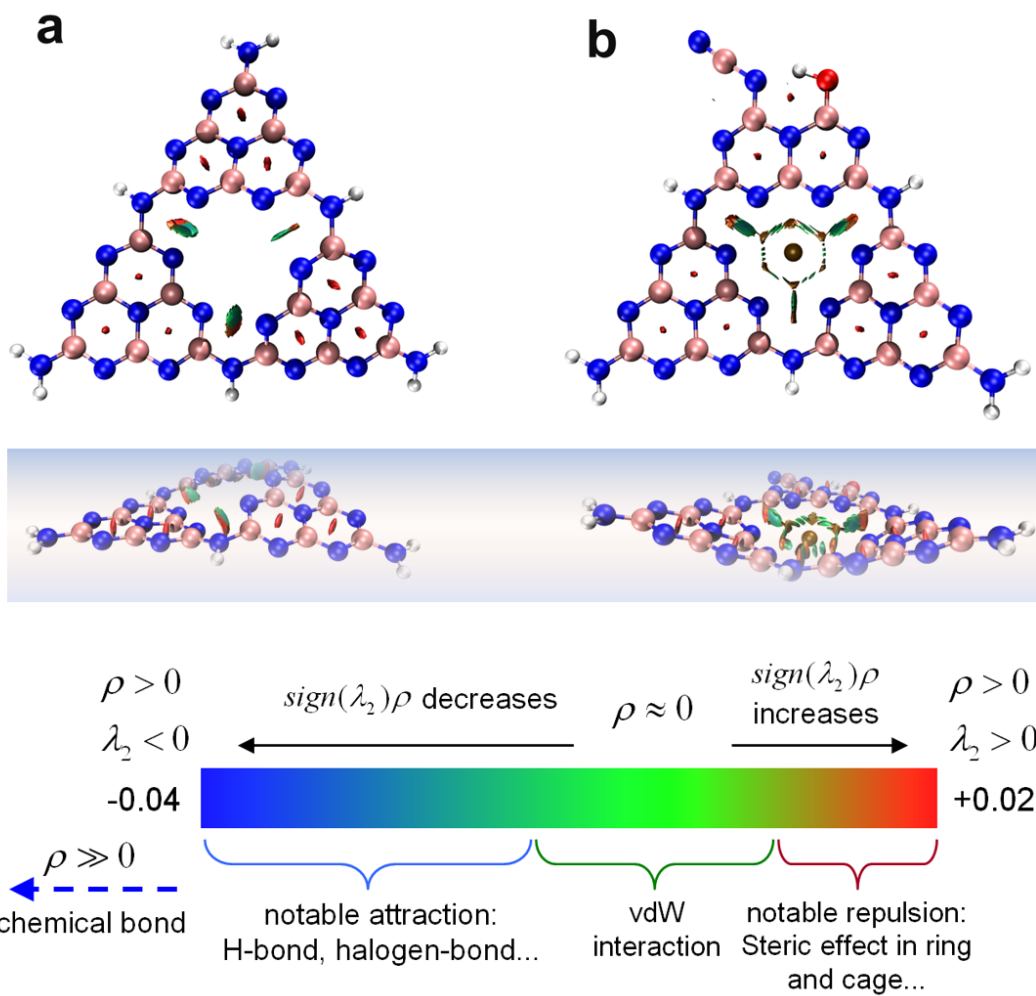 a
b
ρ > 0
sign(λ₂)ρ decreases
ρ ≈ 0
sign(λ₂)ρ
increases
ρ > 0
λ₂ < 0
λ₂ > 0
-0.04
+0.02
ρ ≫ 0
chemical bond
notable attraction:
H-bond, halogen-bond...
vdW
interaction
notable repulsion:
Steric effect in ring
and cage...